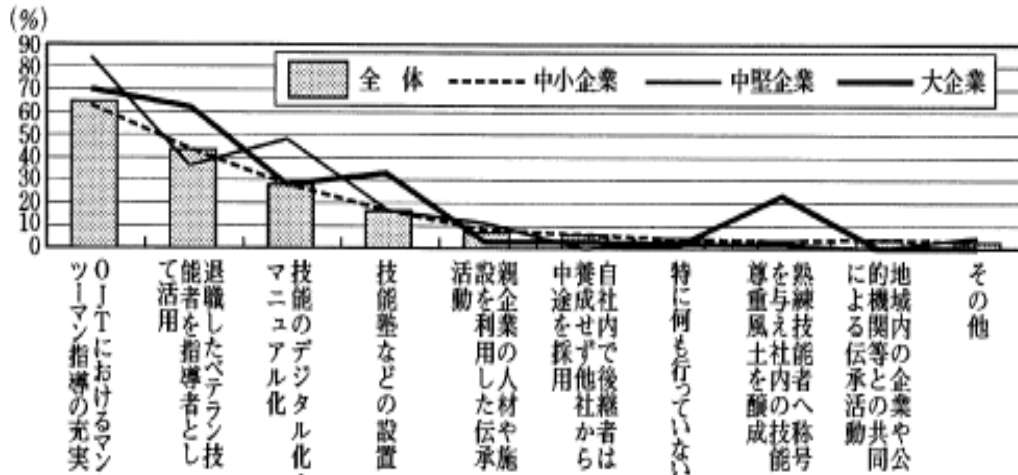 (%)
90
80
70
60
50
40
30
20
10
0
全 体
中小企業
中堅企業
大企業
OJTにおけるマン
ツーマン指導の充実
退職したベテラン技
能者を指導者とし
て活用
技能のデジタル化・
マニュアル化
技能塾などの設置
親企業の人材や施
設を利用した伝承
活動
自社内で後継者は
養成せず他社から
中途を採用
特に何も行っていない
熟練技能者へ称号
を与え社内の技能
尊重風土を醸成
地域内の企業や公
的機関等との共同
による伝承活動
その他